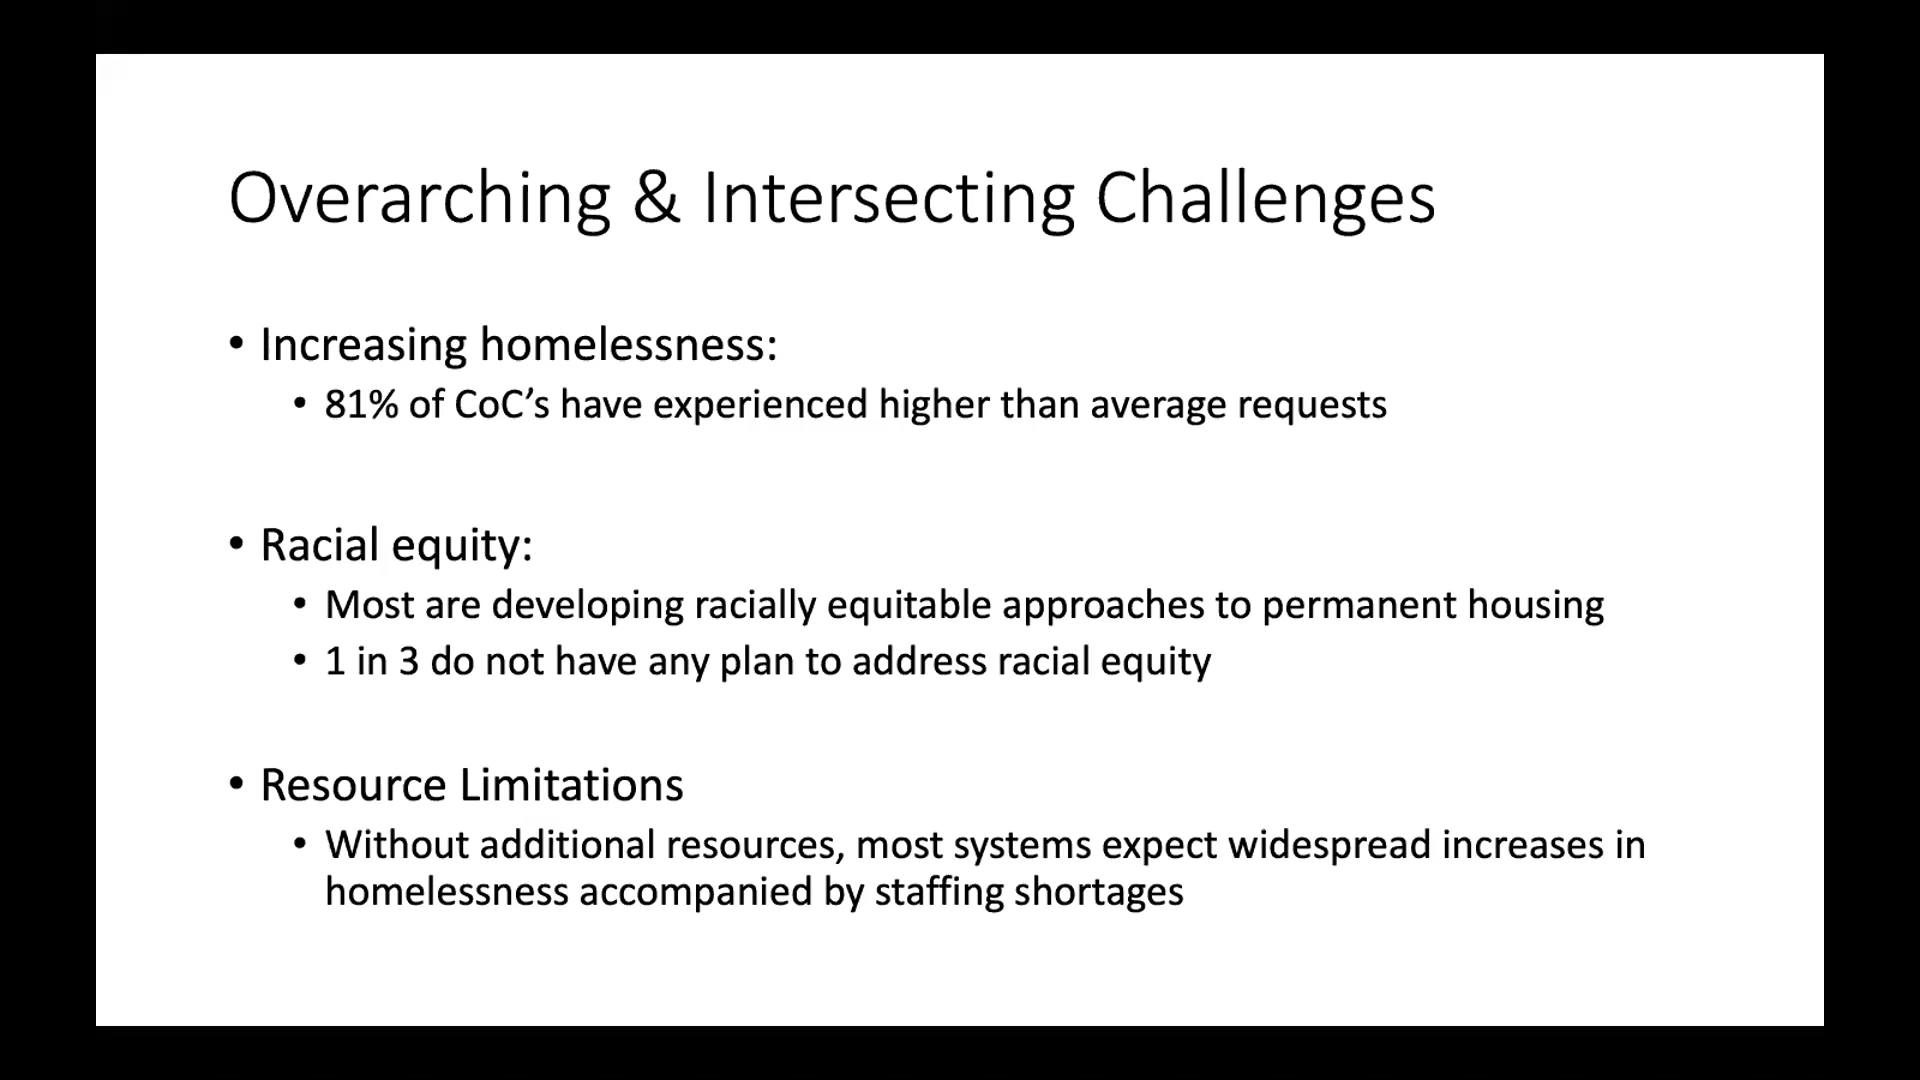 Overarching & Intersecting Challenges
• Increasing homelessness:
• 81% of CoC’s have experienced higher than average requests
• Racial equity:
• Most are developing racially equitable approaches to permanent housing
• 1 in 3 do not have any plan to address racial equity
• Resource Limitations
• Without additional resources, most systems expect widespread increases in
homelessness accompanied by staffing shortages